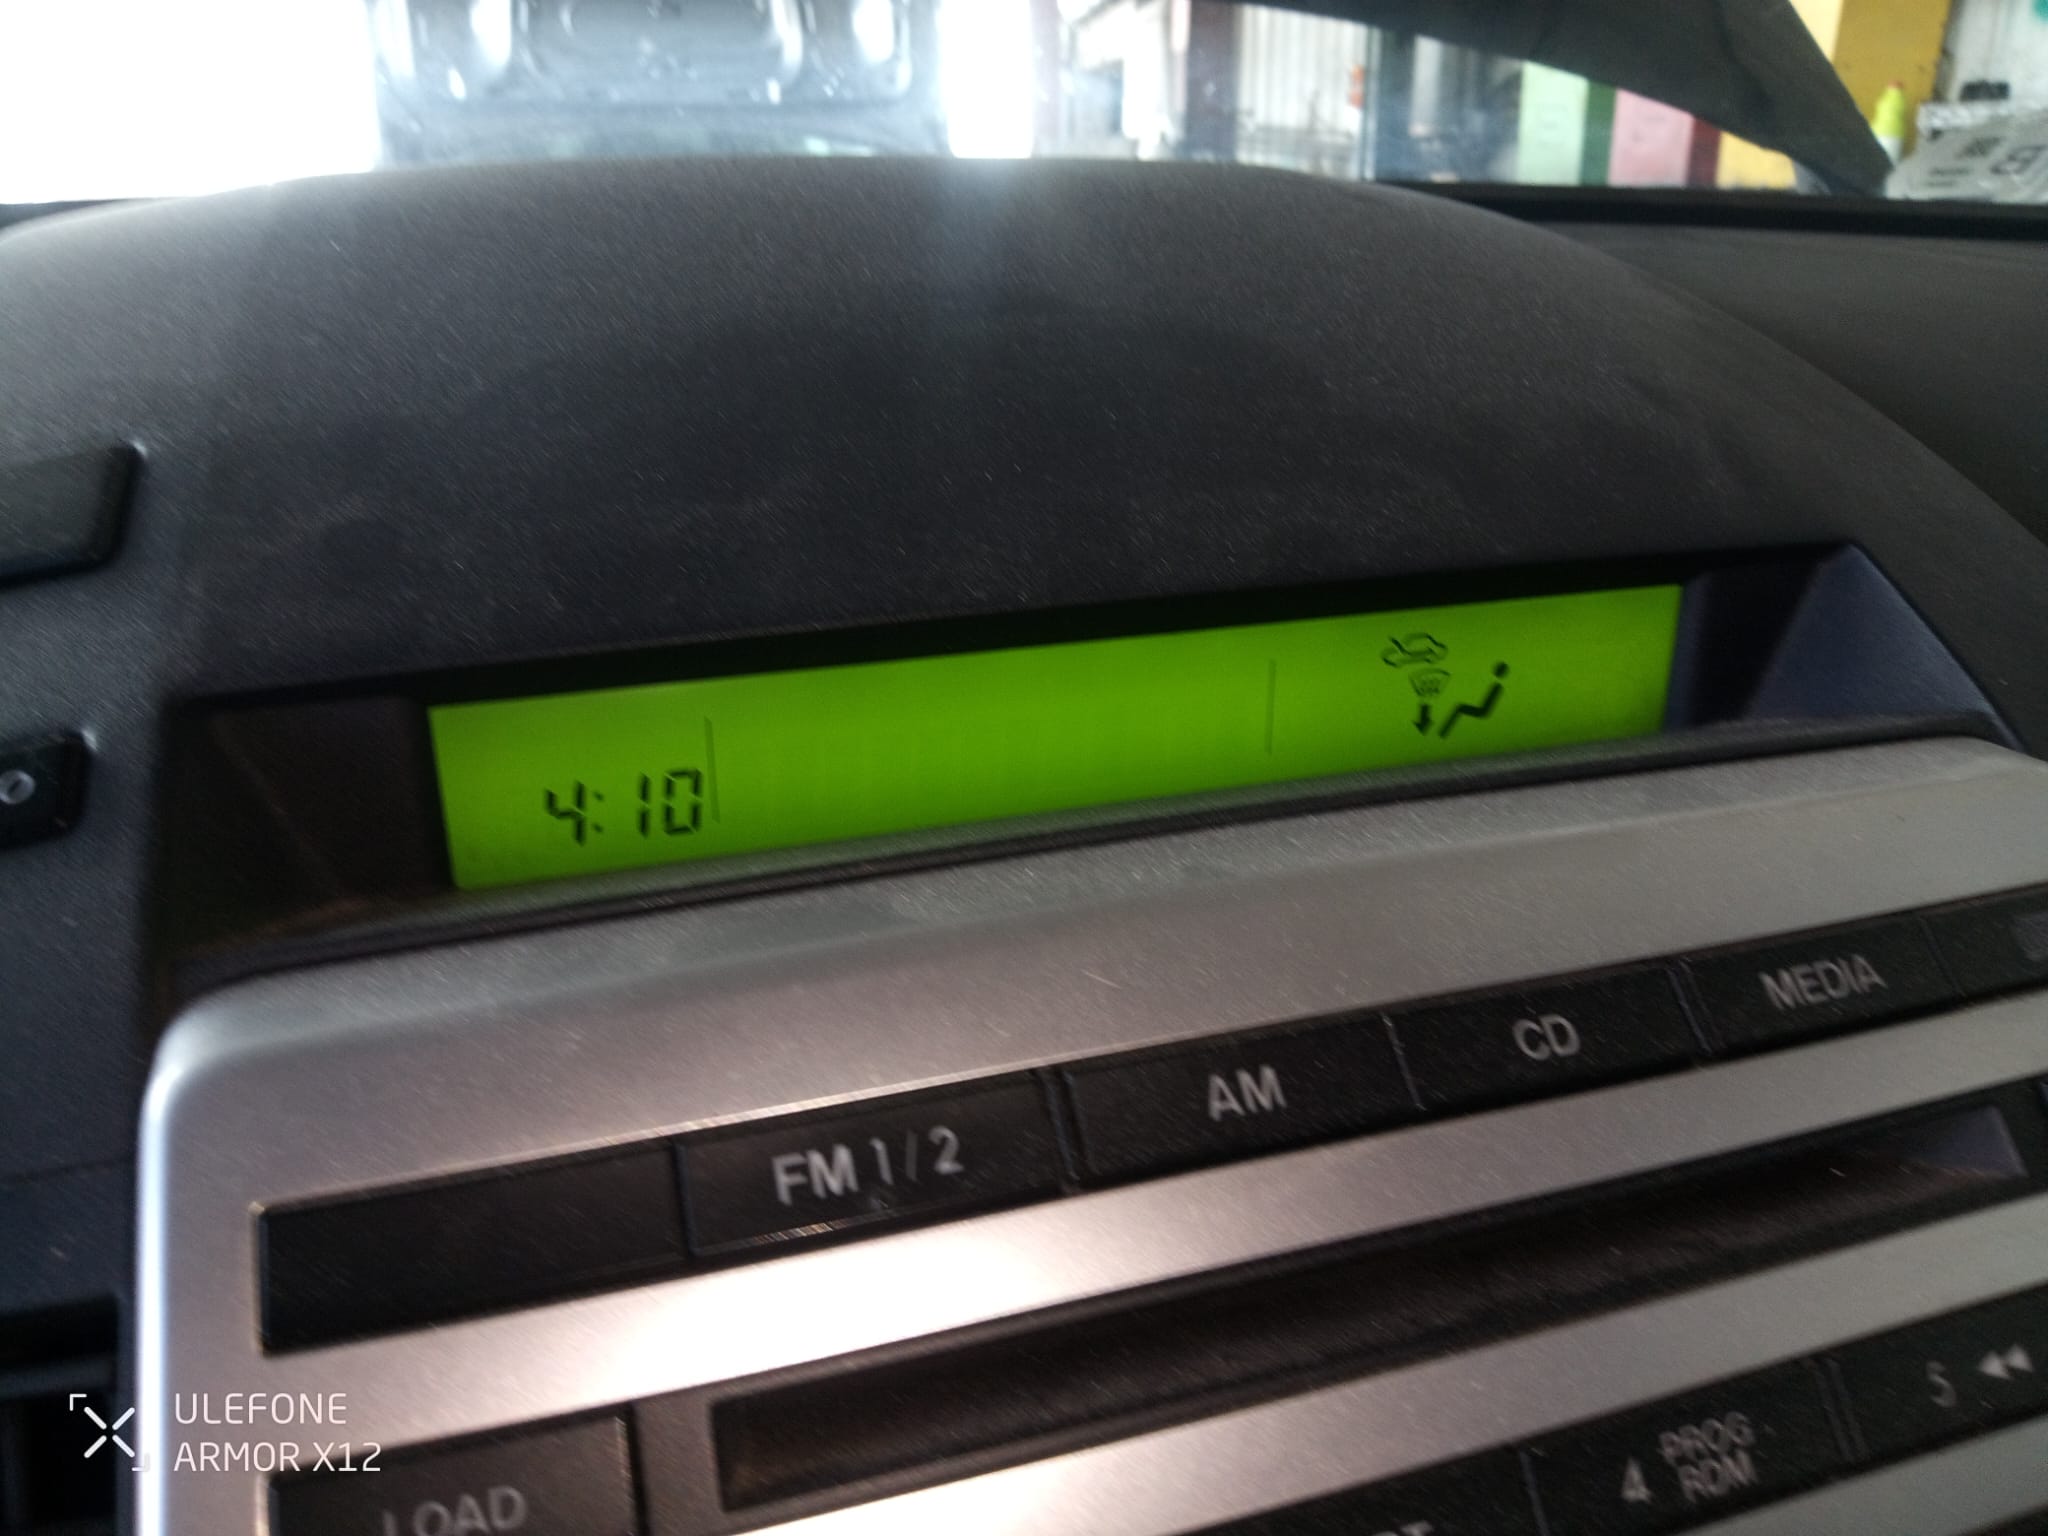 4:10
FM 1/2
AM
CD
MEDIA
LOAD
4 PROG
RDM
5
ULEFONE
ARMOR X12